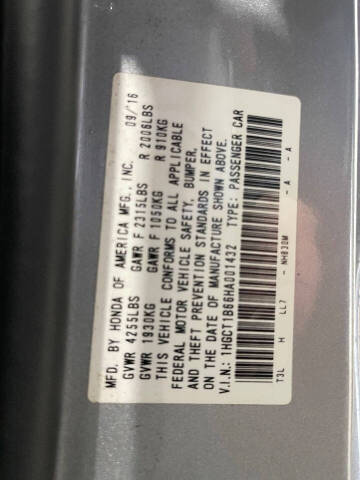 MFD. BY HONDA OF AMERICA MFG., INC. 09/16
GVWR 4255LBS GAWR F 2315LBS R 2006LBS
GVWR 1930KG GAWR F 1050KG R 910KG
THIS VEHICLE CONFORMS TO ALL APPLICABLE
FEDERAL MOTOR VEHICLE SAFETY, BUMPER,
AND THEFT PREVENTION STANDARDS IN EFFECT
ON THE DATE OF MANUFACTURE SHOWN ABOVE.
V.I.N.: 1HGCT1B66HA001432 TYPE: PASSENGER CAR
T3L H LL7 - NH830M - A - A